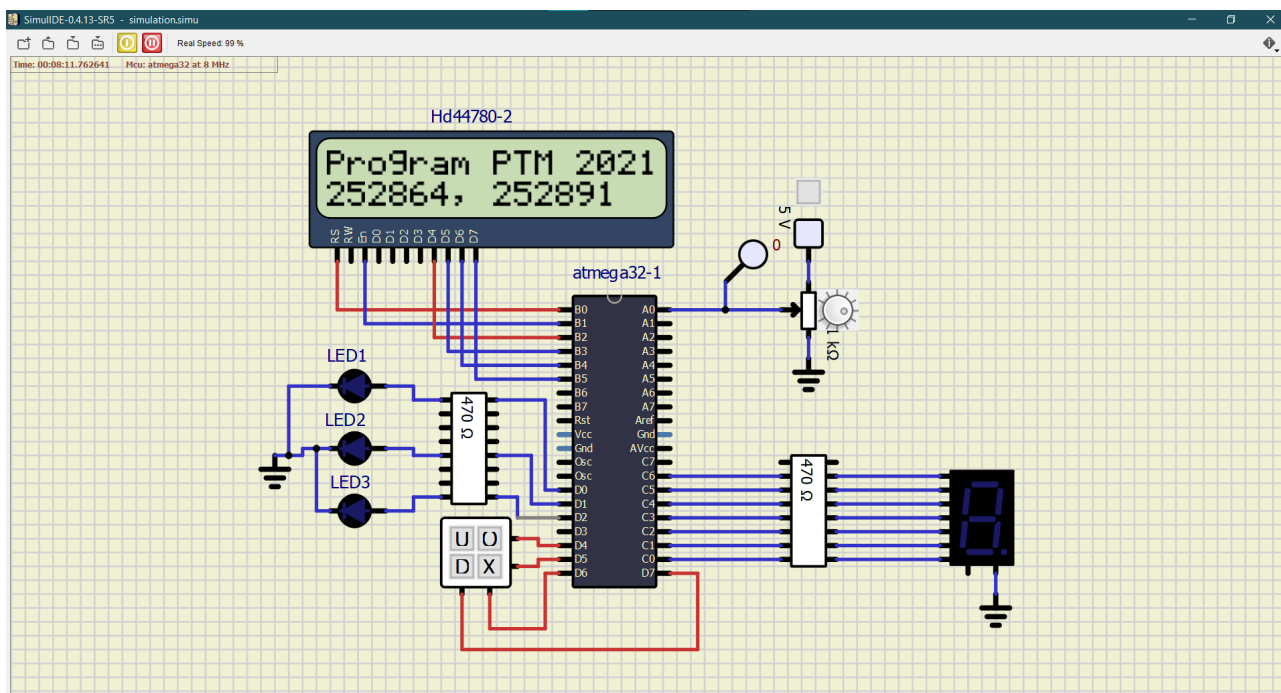 SimulIDE-0.4.13-SR5 - simulation.simu
Real Speed: 99 %
Time: 00:08:11.762641 Mcu: atmega32 at 8 MHz
Hd44780-2
Program PTM 2021
252864, 252891
RS RW En D0 D1 D2 D3 D4 D5 D6 D7
5 V
0
atmega32-1
B0 A0
B1 A1
B2 A2
B3 A3
B4 A4
B5 A5
B6 A6
B7 A7
Rst Aref
Vcc Gnd
Gnd AVcc
Osc C7
Osc C6
D0 C5
D1 C4
D2 C3
D3 C2
D4 C1
D5 C0
D6 D7
1 kΩ
LED1
LED2
LED3
470 Ω
470 Ω
U O
D X